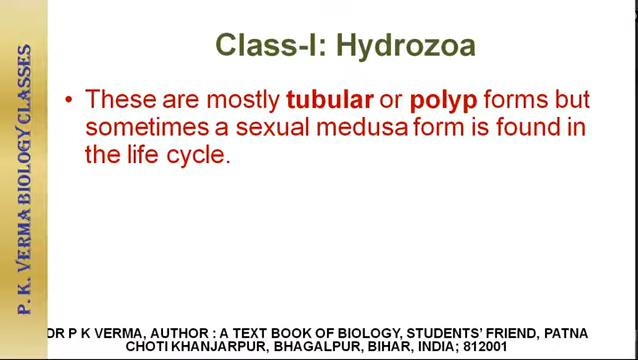 Class-I: Hydrozoa
• These are mostly tubular or polyp forms but
sometimes a sexual medusa form is found in
the life cycle.
P. K. VERMA BIOLOGY CLASSES
DR P K VERMA, AUTHOR : A TEXT BOOK OF BIOLOGY, STUDENTS' FRIEND, PATNA
CHOTI KHANJARPUR, BHAGALPUR, BIHAR, INDIA; 812001